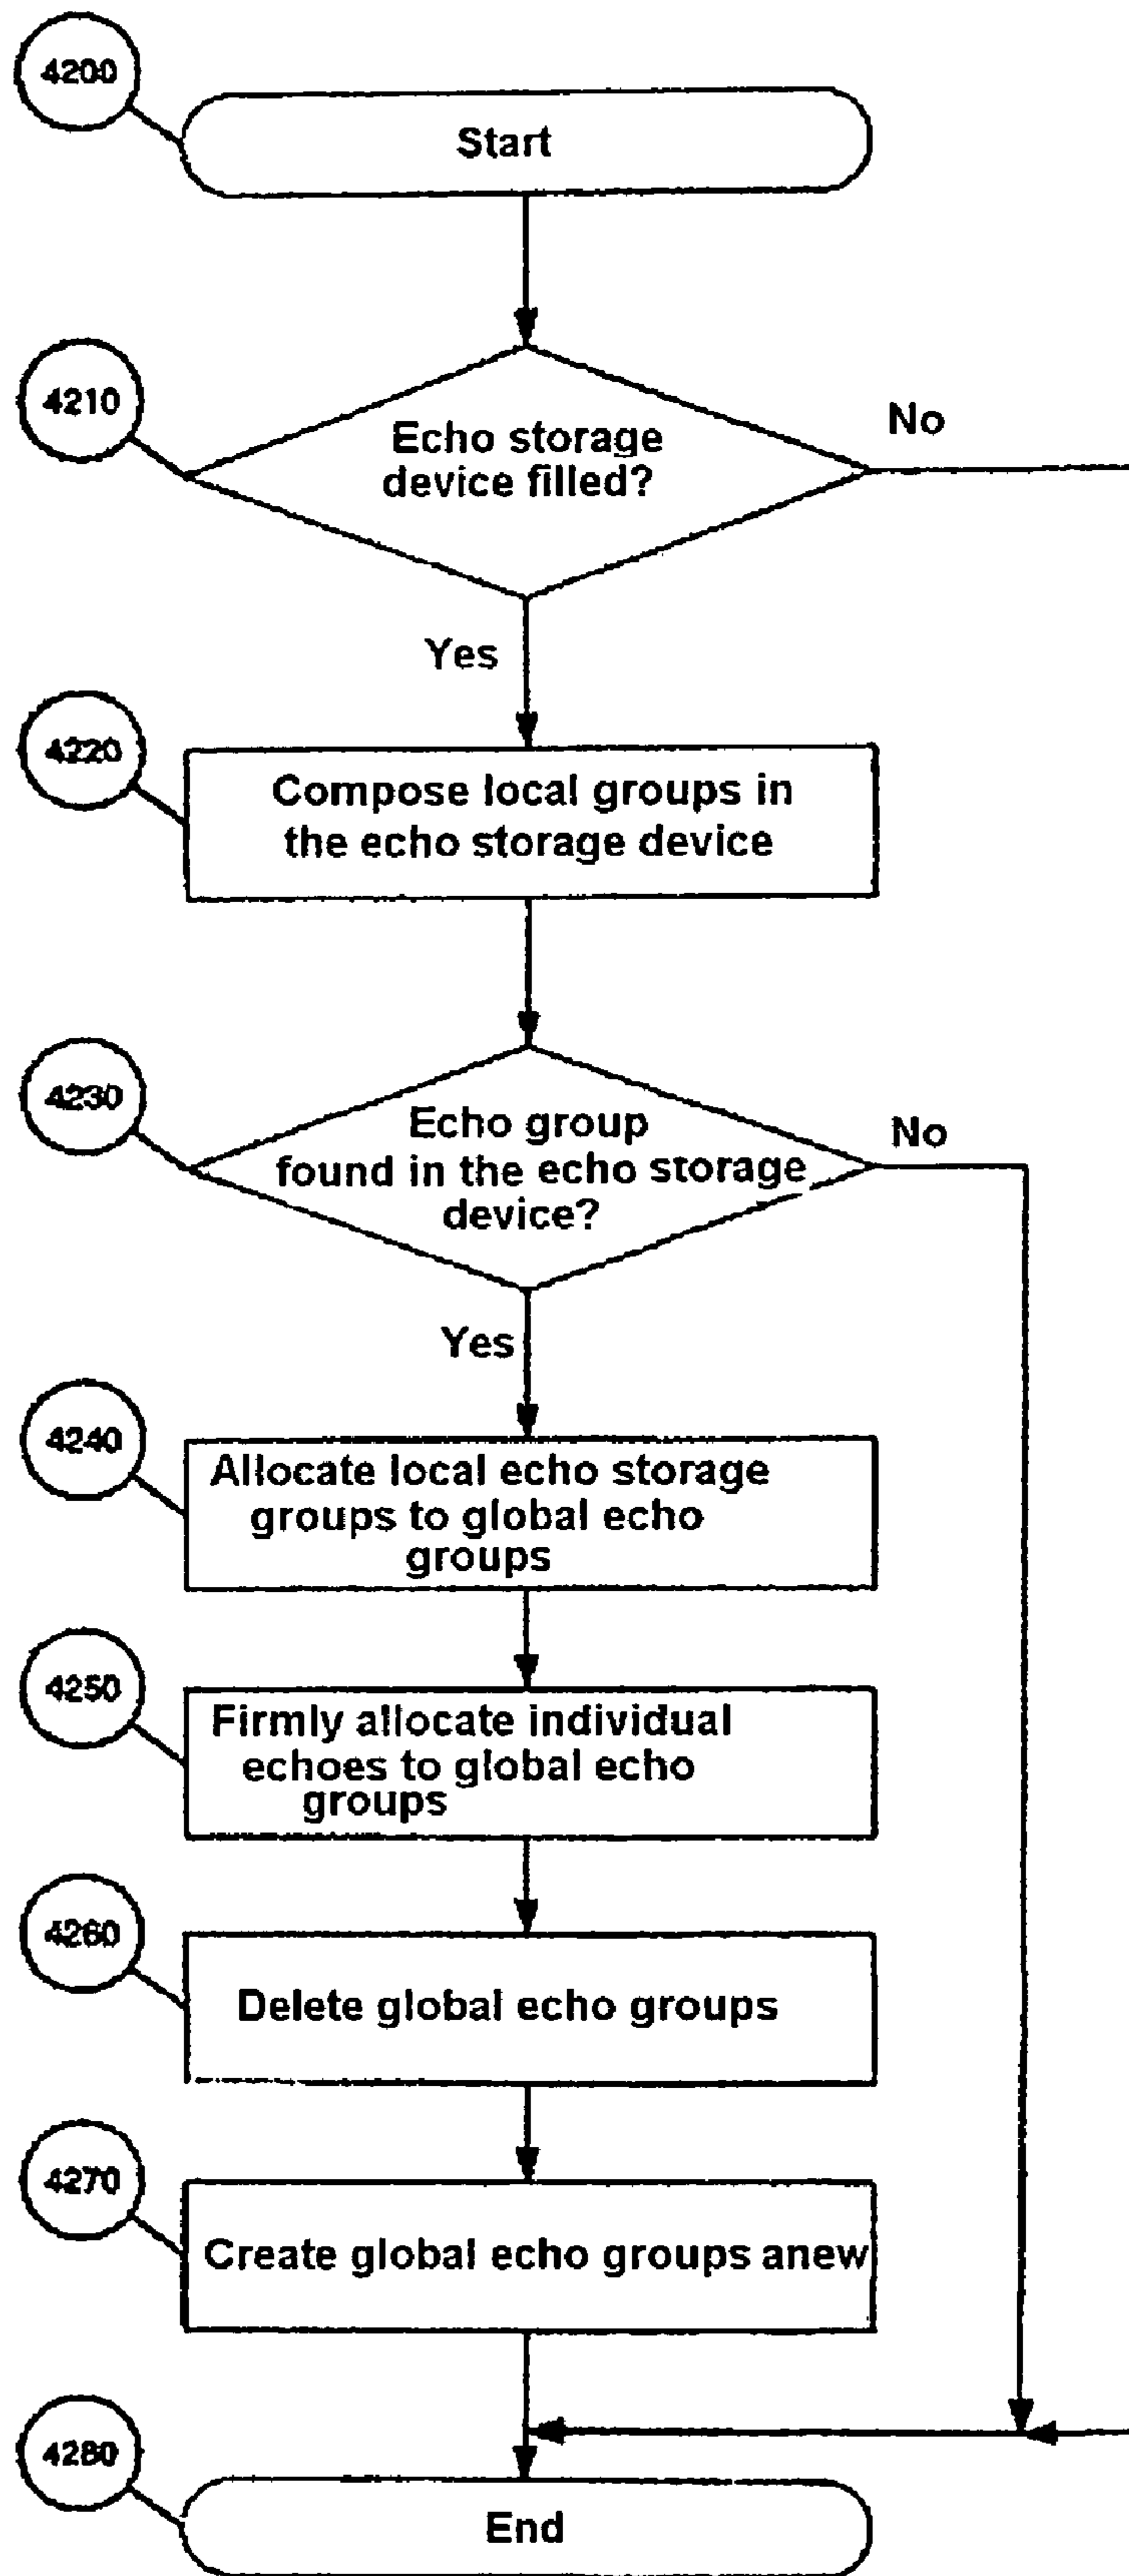 4200
Start
4210
Echo storage
device filled?
No
Yes
4220
Compose local groups in
the echo storage device
4230
Echo group
found in the echo storage
device?
No
Yes
4240
Allocate local echo storage
groups to global echo
groups
4250
Firmly allocate individual
echoes to global echo
groups
4260
Delete global echo groups
4270
Create global echo groups anew
4280
End